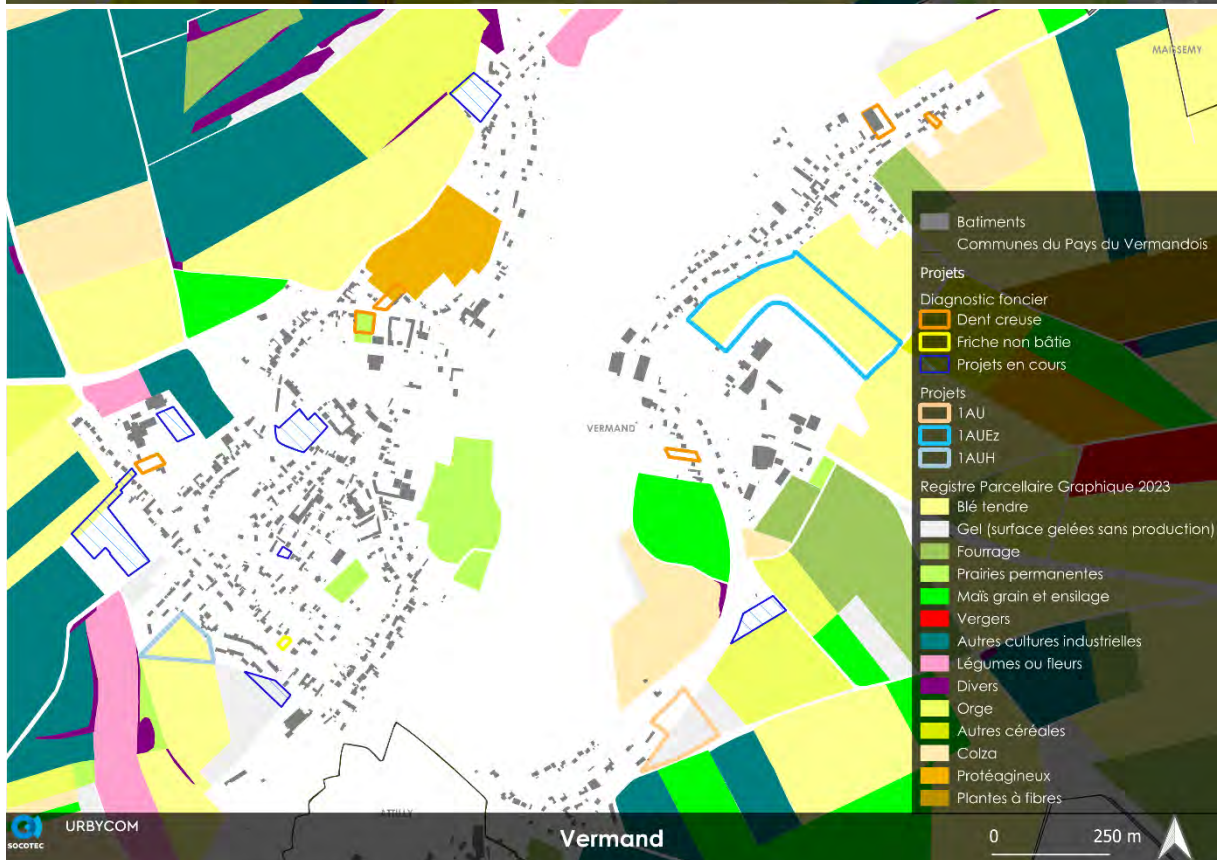 MAISSEMY
Batiments
Communes du Pays du Vermandois
Projets
Diagnostic foncier
Dent creuse
Friche non bâtie
Projets en cours
Projets
1AU
1AUEz
1AUH
Registre Parcellaire Graphique 2023
Blé tendre
Gel (surface gelées sans production)
Fourrage
Prairies permanentes
Maïs grain et ensilage
Vergers
Autres cultures industrielles
Légumes ou fleurs
Divers
Orge
Autres céréales
Colza
Protéagineux
Plantes à fibres
VERMAND
ATTILLY
SOCOTEC
URBYCOM
Vermand
0 250 m